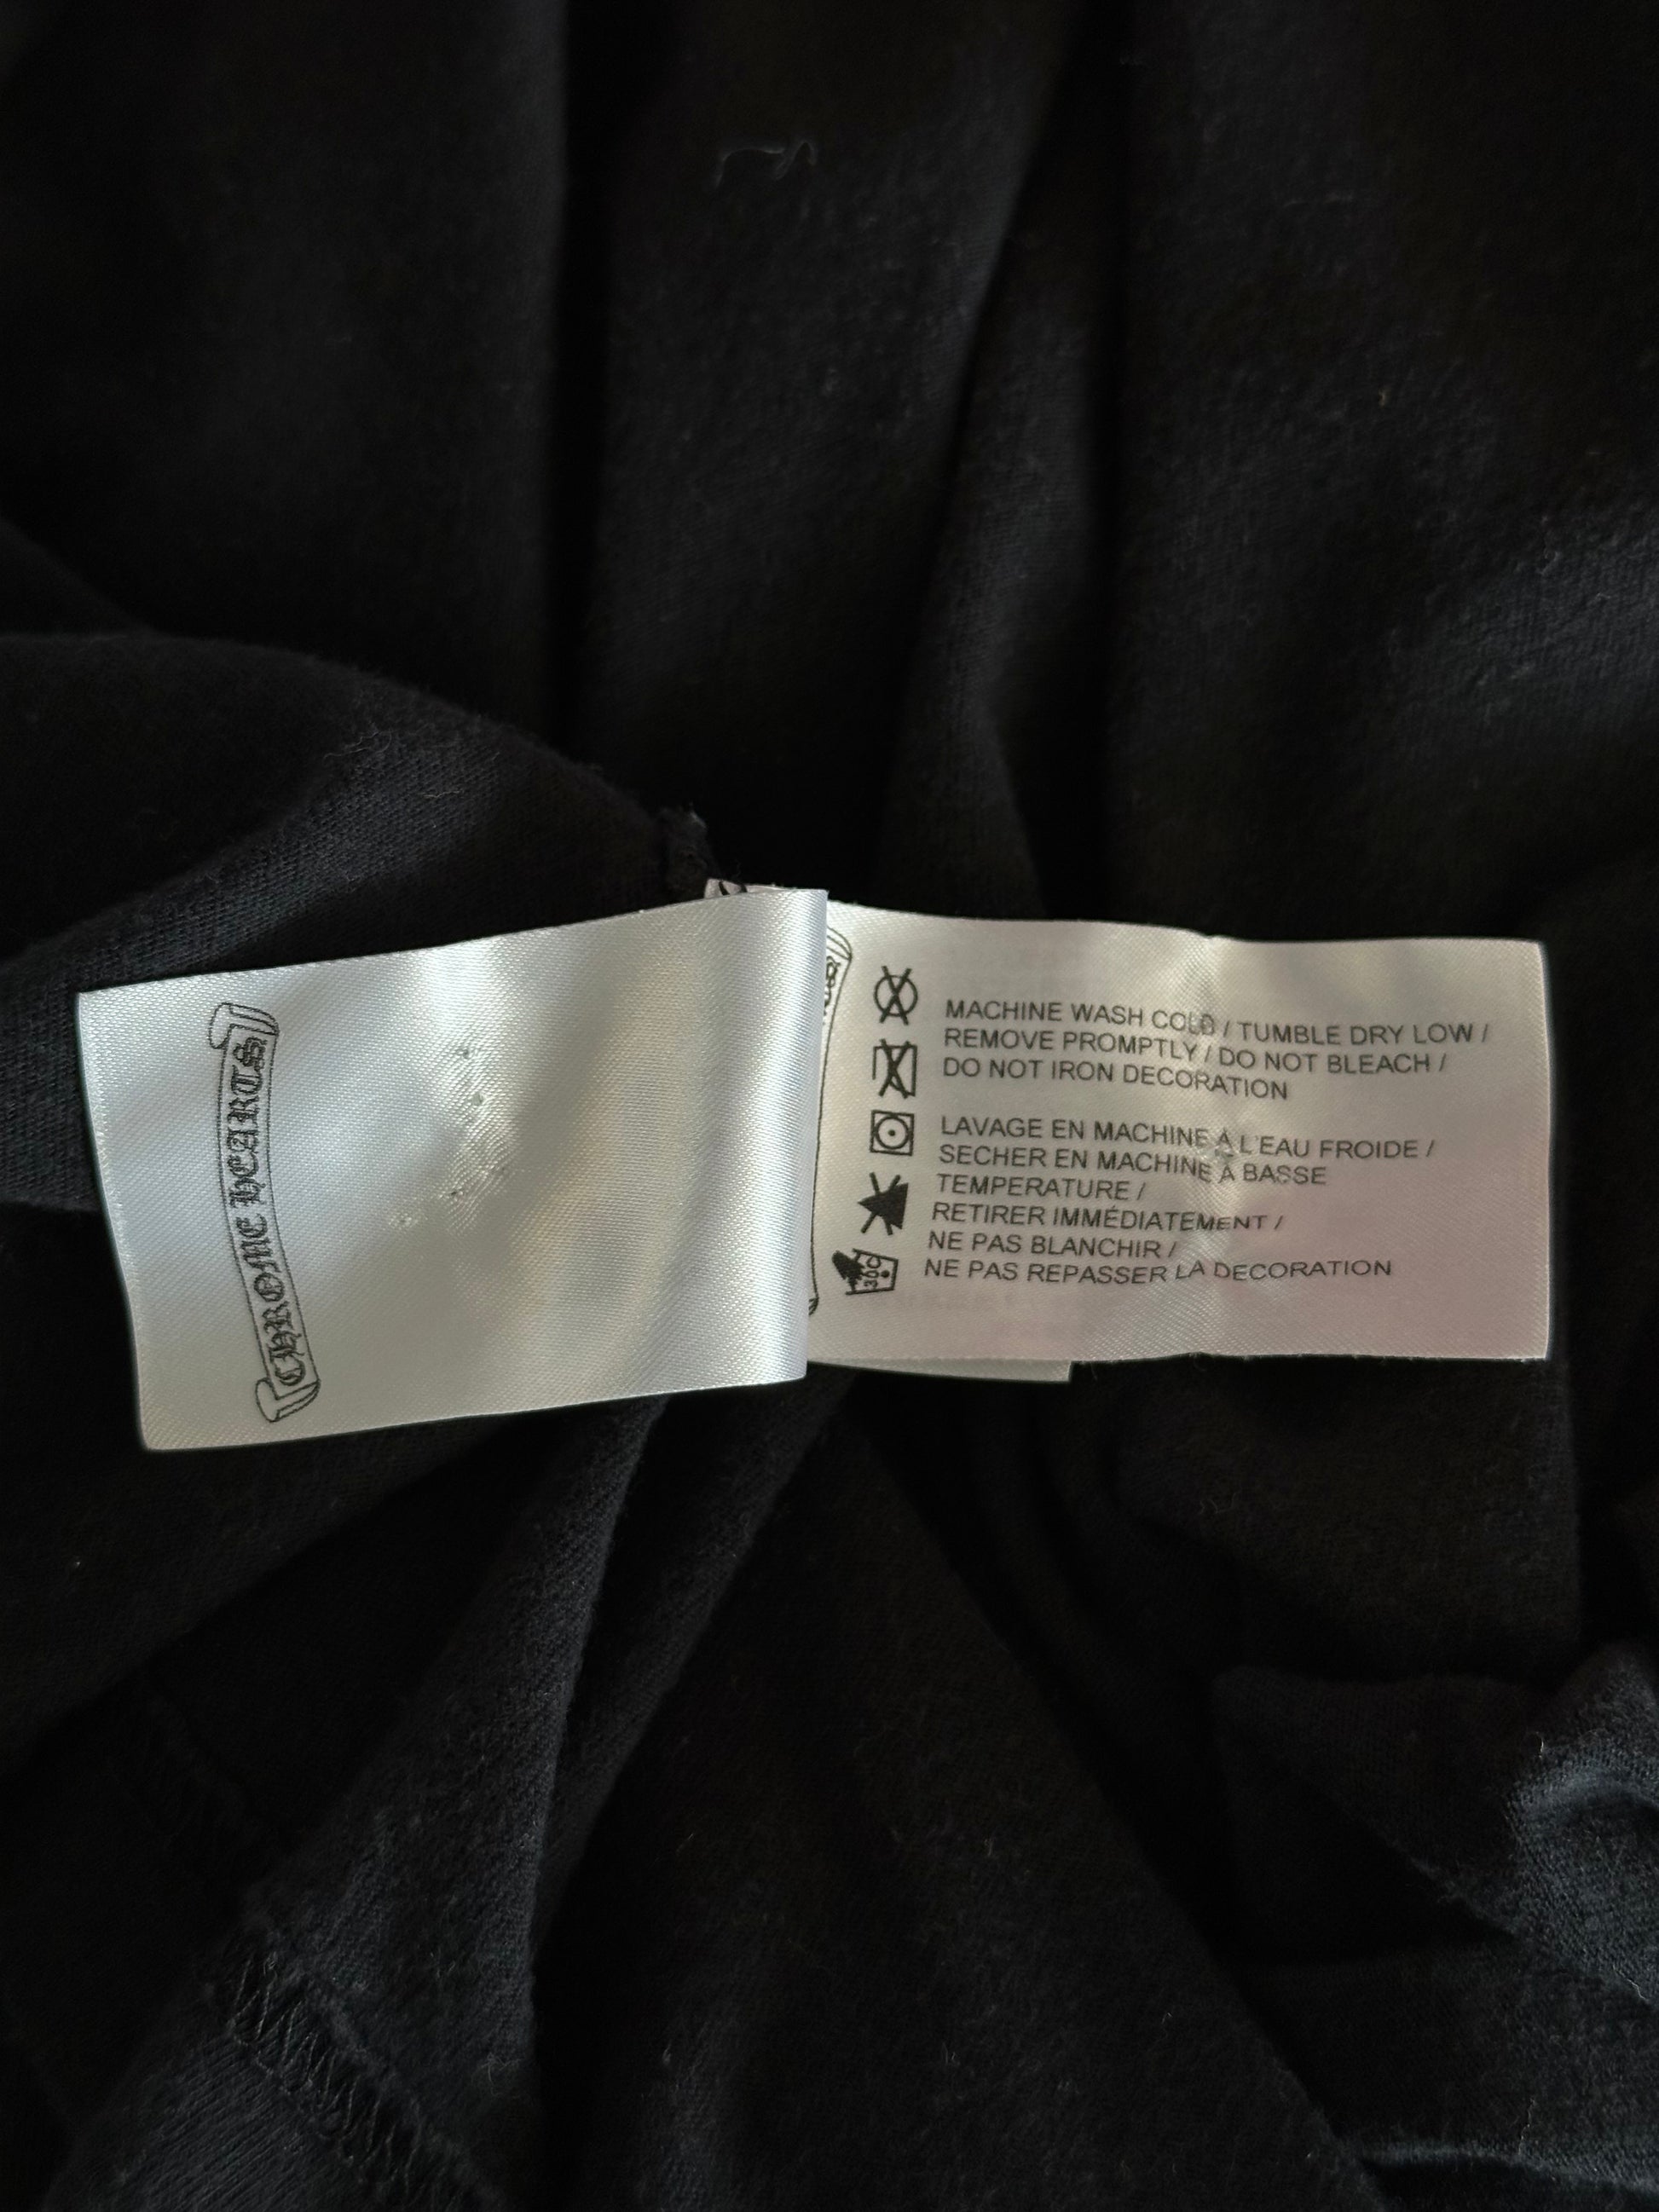 CHROME HEARTS
MACHINE WASH COLD / TUMBLE DRY LOW /
REMOVE PROMPTLY / DO NOT BLEACH /
DO NOT IRON DECORATION
LAVAGE EN MACHINE À L'EAU FROIDE /
SECHER EN MACHINE À BASSE
TEMPERATURE /
RETIRER IMMÉDIATEMENT /
NE PAS BLANCHIR /
NE PAS REPASSER LA DECORATION
30C